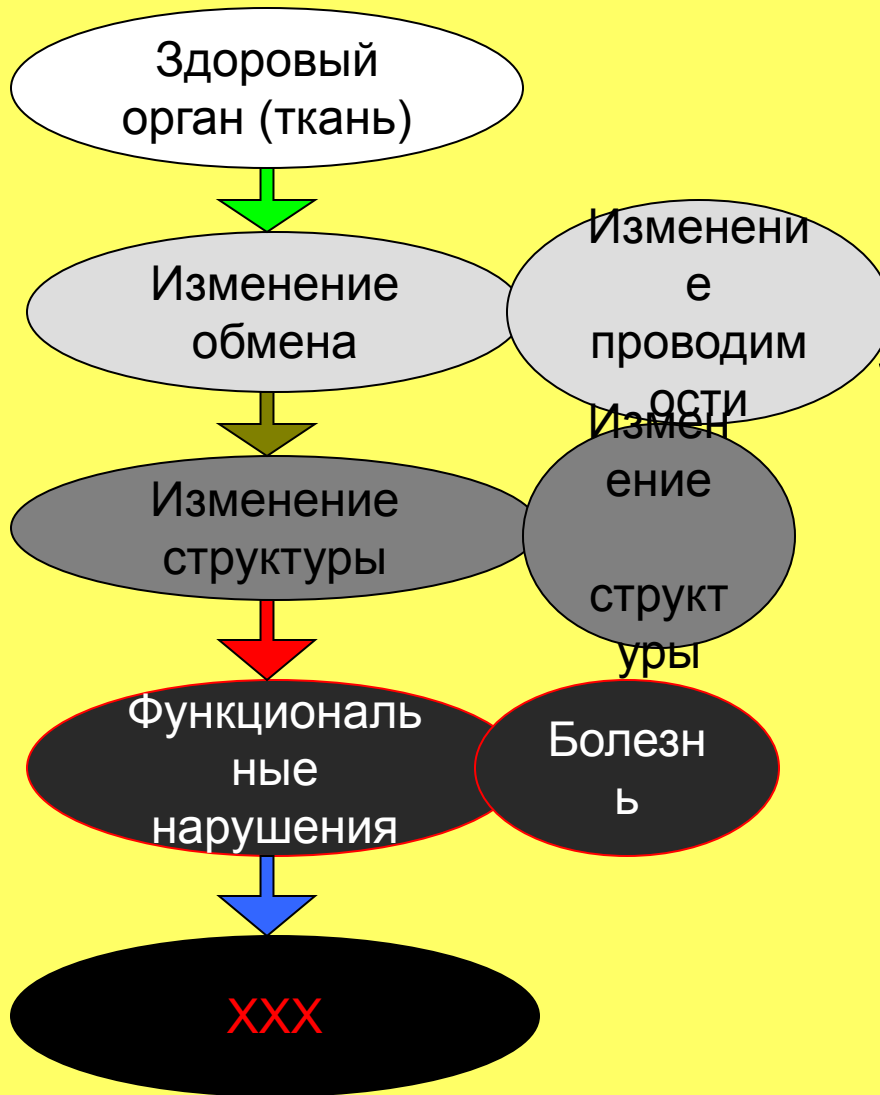 Здоровый
орган (ткань)
Изменение
обмена
Изменени
е
проводим
ости
Изменение
структуры
Измен
ение
структ
уры
Функциональ
ные
нарушения
Болезн
ь
XXX